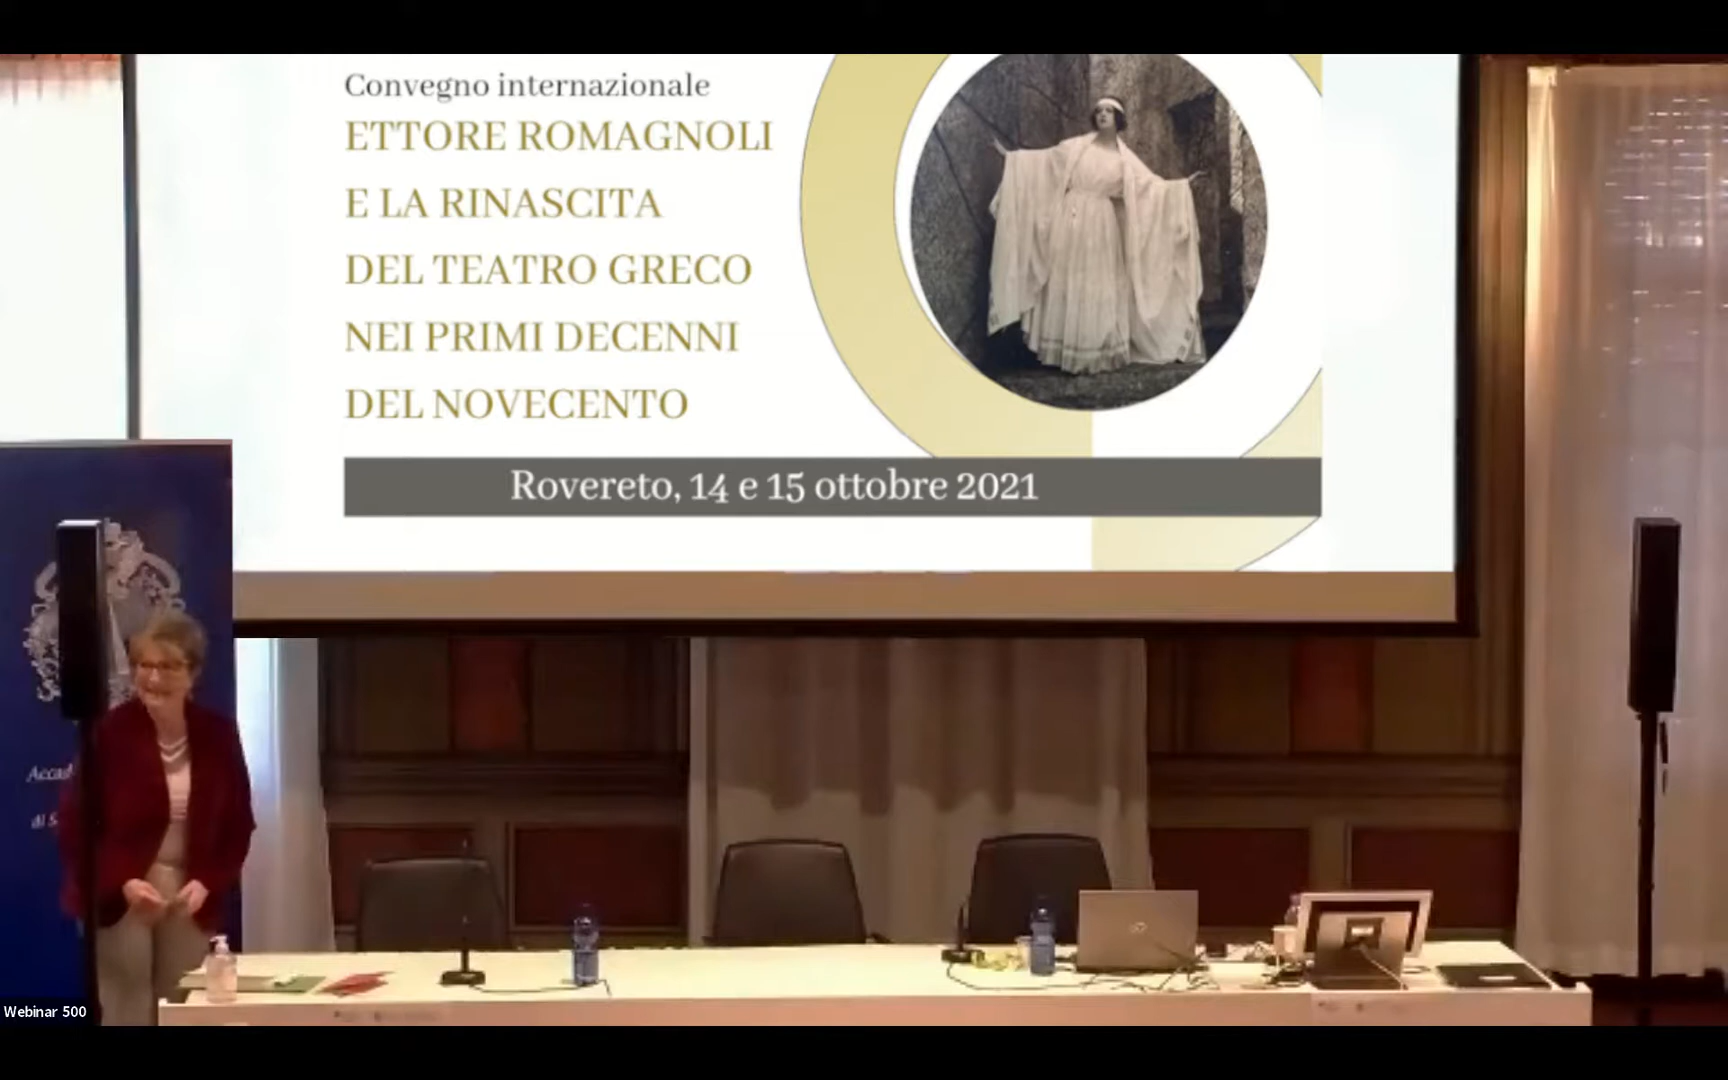 Convegno internazionale
ETTORE ROMAGNOLI
E LA RINASCITA
DEL TEATRO GRECO
NEI PRIMI DECENNI
DEL NOVECENTO
Rovereto, 14 e 15 ottobre 2021
Webinar 500